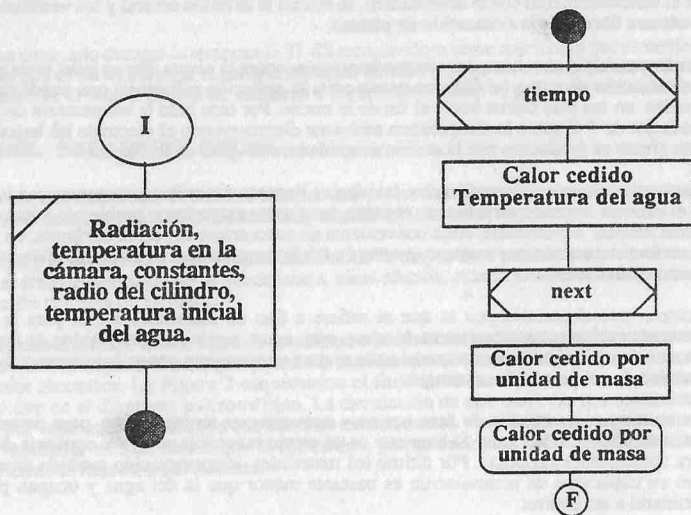 I
Radiación,
temperatura en la
cámara, constantes,
radio del cilindro,
temperatura inicial
del agua.
tiempo
Calor cedido
Temperatura del agua
next
Calor cedido por
unidad de masa
Calor cedido por
unidad de masa
F